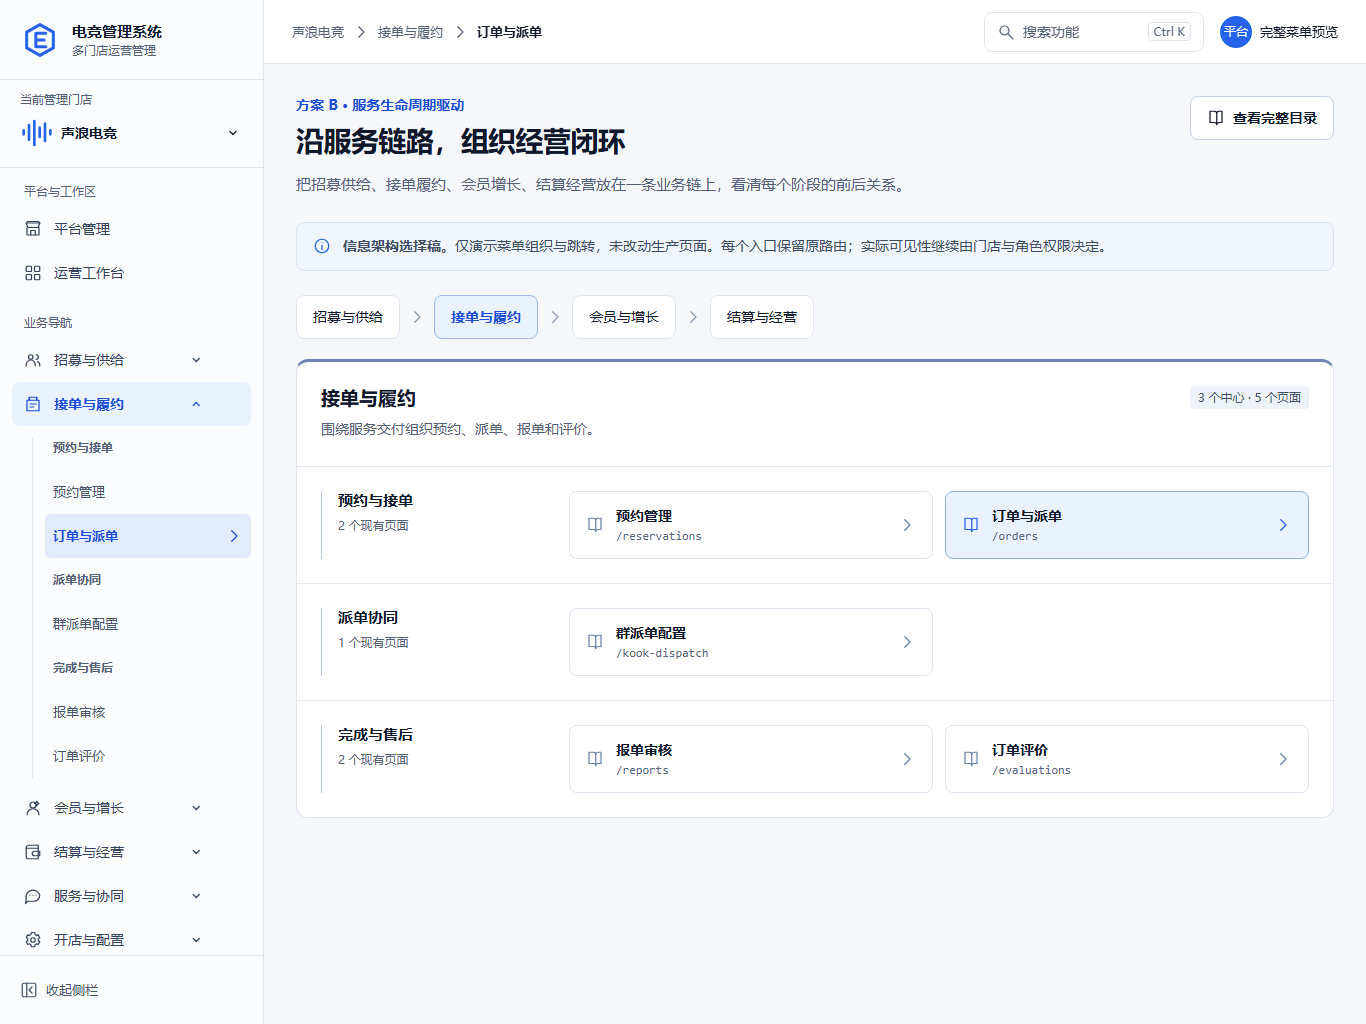 电竞管理系统
多门店运营管理
当前管理门店
声浪电竞
平台与工作区
平台管理
运营工作台
业务导航
招募与供给
接单与履约
预约与接单
预约管理
订单与派单
派单协同
群派单配置
完成与售后
报单审核
订单评价
会员与增长
结算与经营
服务与协同
开店与配置
收起侧栏
声浪电竞 > 接单与履约 > 订单与派单
搜索功能 Ctrl K
平台 完整菜单预览
方案 B • 服务生命周期驱动
沿服务链路，组织经营闭环
把招募供给、接单履约、会员增长、结算经营放在一条业务链上，看清每个阶段的前后关系。
查看完整目录
信息架构选择稿。仅演示菜单组织与跳转，未改动生产页面。每个入口保留原路由；实际可见性继续由门店与角色权限决定。
招募与供给 > 接单与履约 > 会员与增长 > 结算与经营
接单与履约
围绕服务交付组织预约、派单、报单和评价。
3 个中心 · 5 个页面
预约与接单
2 个现有页面
预约管理
/reservations
订单与派单
/orders
派单协同
1 个现有页面
群派单配置
/kook-dispatch
完成与售后
2 个现有页面
报单审核
/reports
订单评价
/evaluations